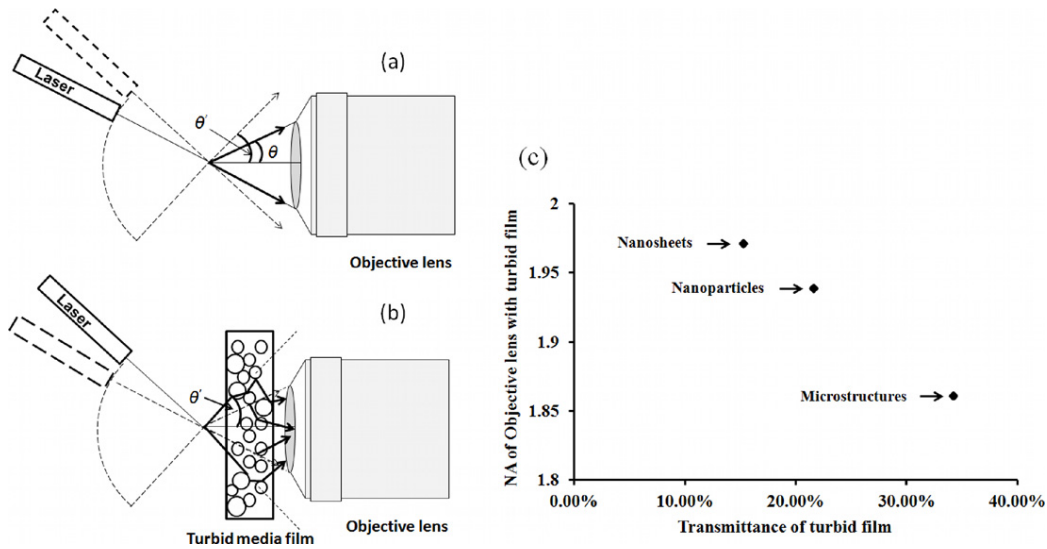 (a)
Laser
θ'
θ
Objective lens
(b)
Laser
θ'
Objective lens
Turbid media film
(c)
NA of Objective lens with turbid film
2
1.95
1.9
1.85
1.8
Nanosheets
Nanoparticles
Microstructures
0.00%
10.00%
20.00%
30.00%
40.00%
Transmittance of turbid film